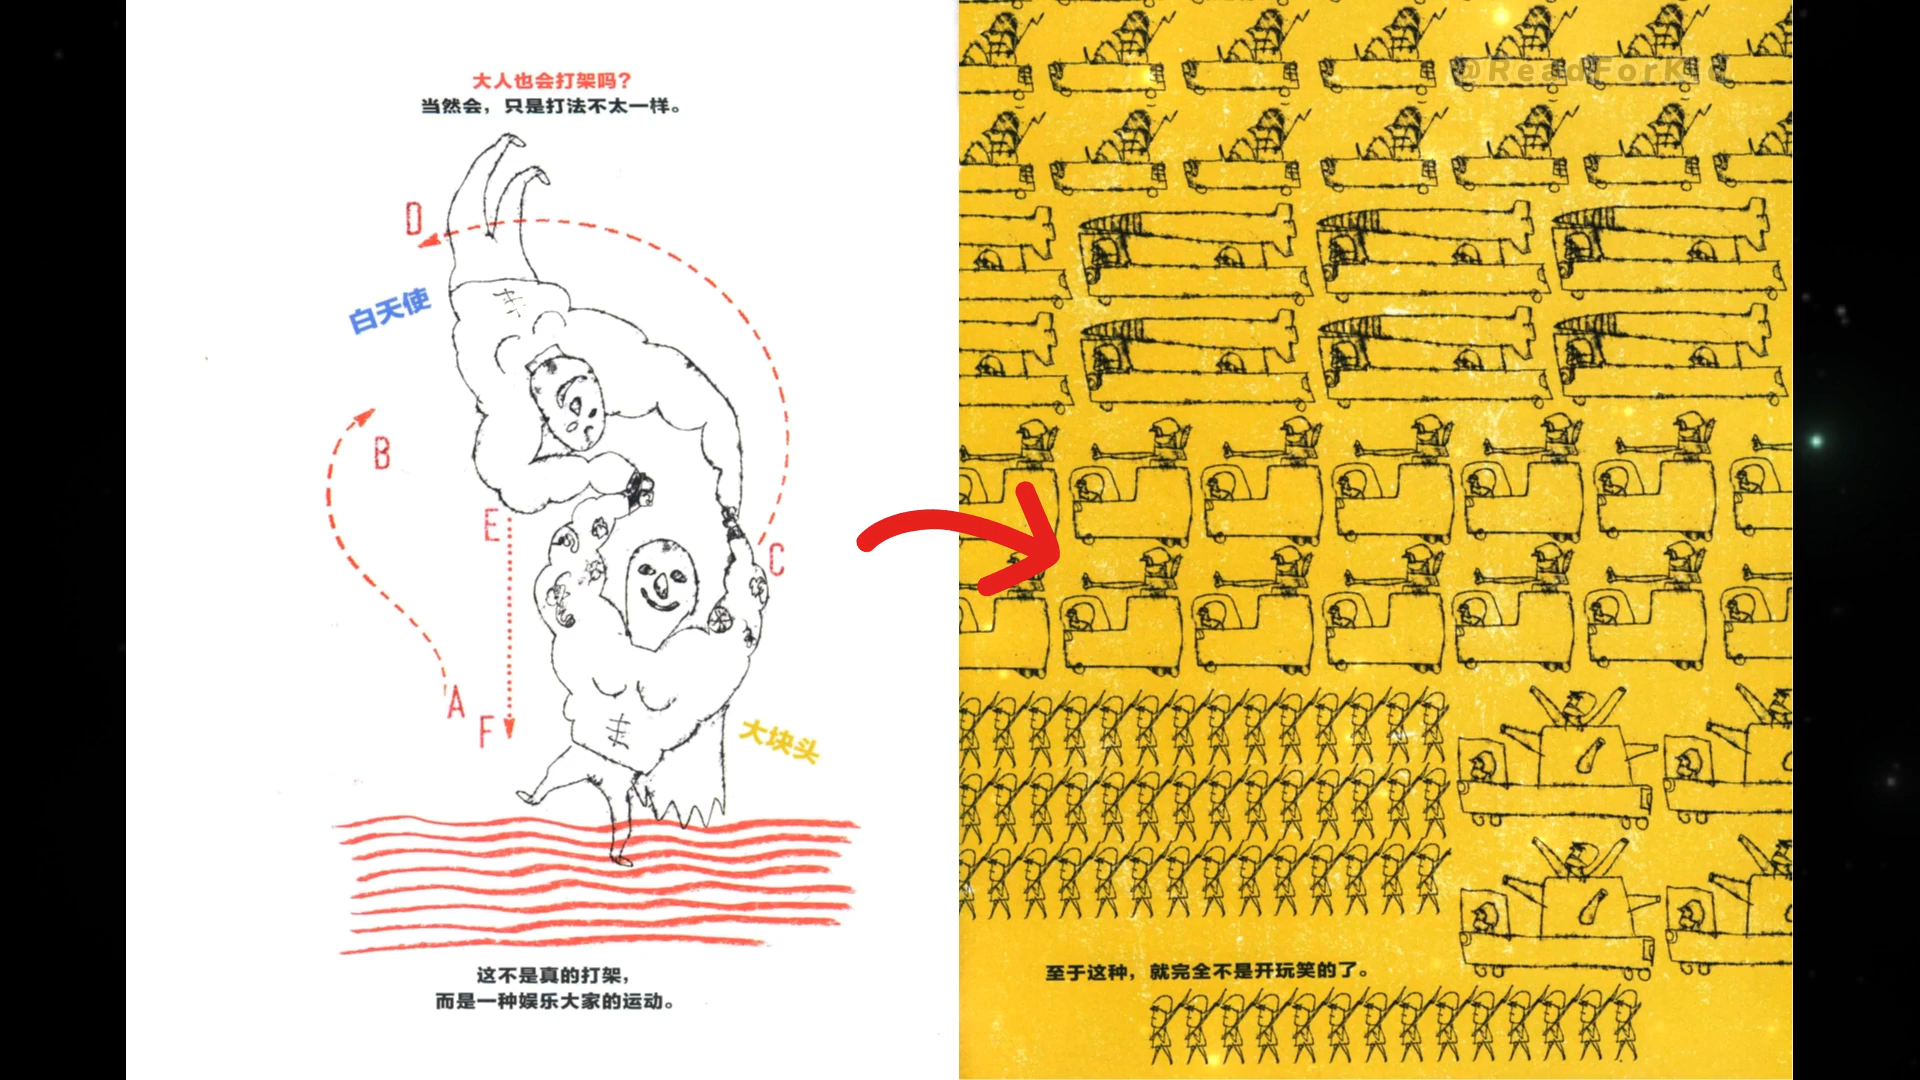 大人也会打架吗？
当然会，只是打法不太一样。
D
白天使
B
E
C
A
F
大块头
这不是真的打架，
而是一种娱乐大家的运动。
@ReadForKid
至于这种，就完全不是开玩笑的了。